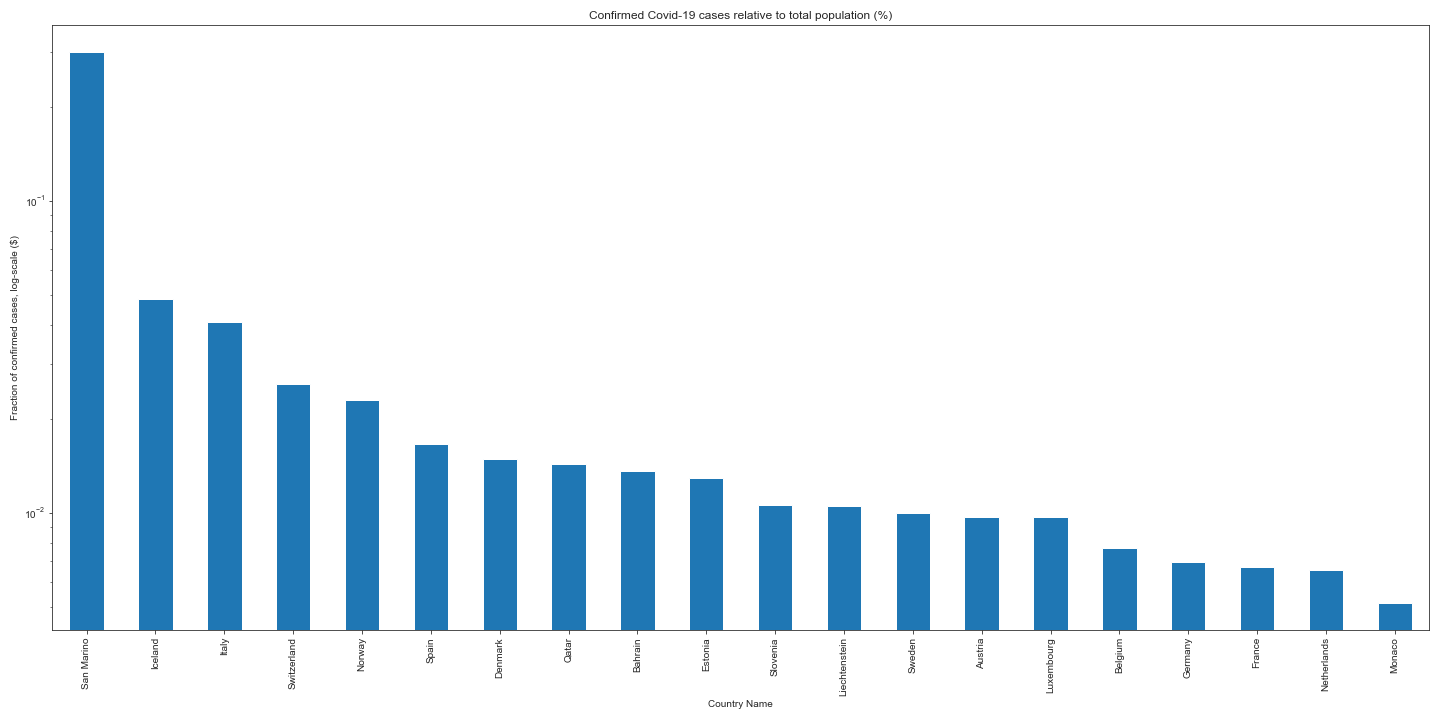 Confirmed Covid-19 cases relative to total population (%)
Fraction of confirmed cases, log-scale ($)
10⁻¹
10⁻²
San Marino
Iceland
Italy
Switzerland
Norway
Spain
Denmark
Qatar
Bahrain
Estonia
Slovenia
Liechtenstein
Sweden
Austria
Luxembourg
Belgium
Germany
France
Netherlands
Monaco
Country Name